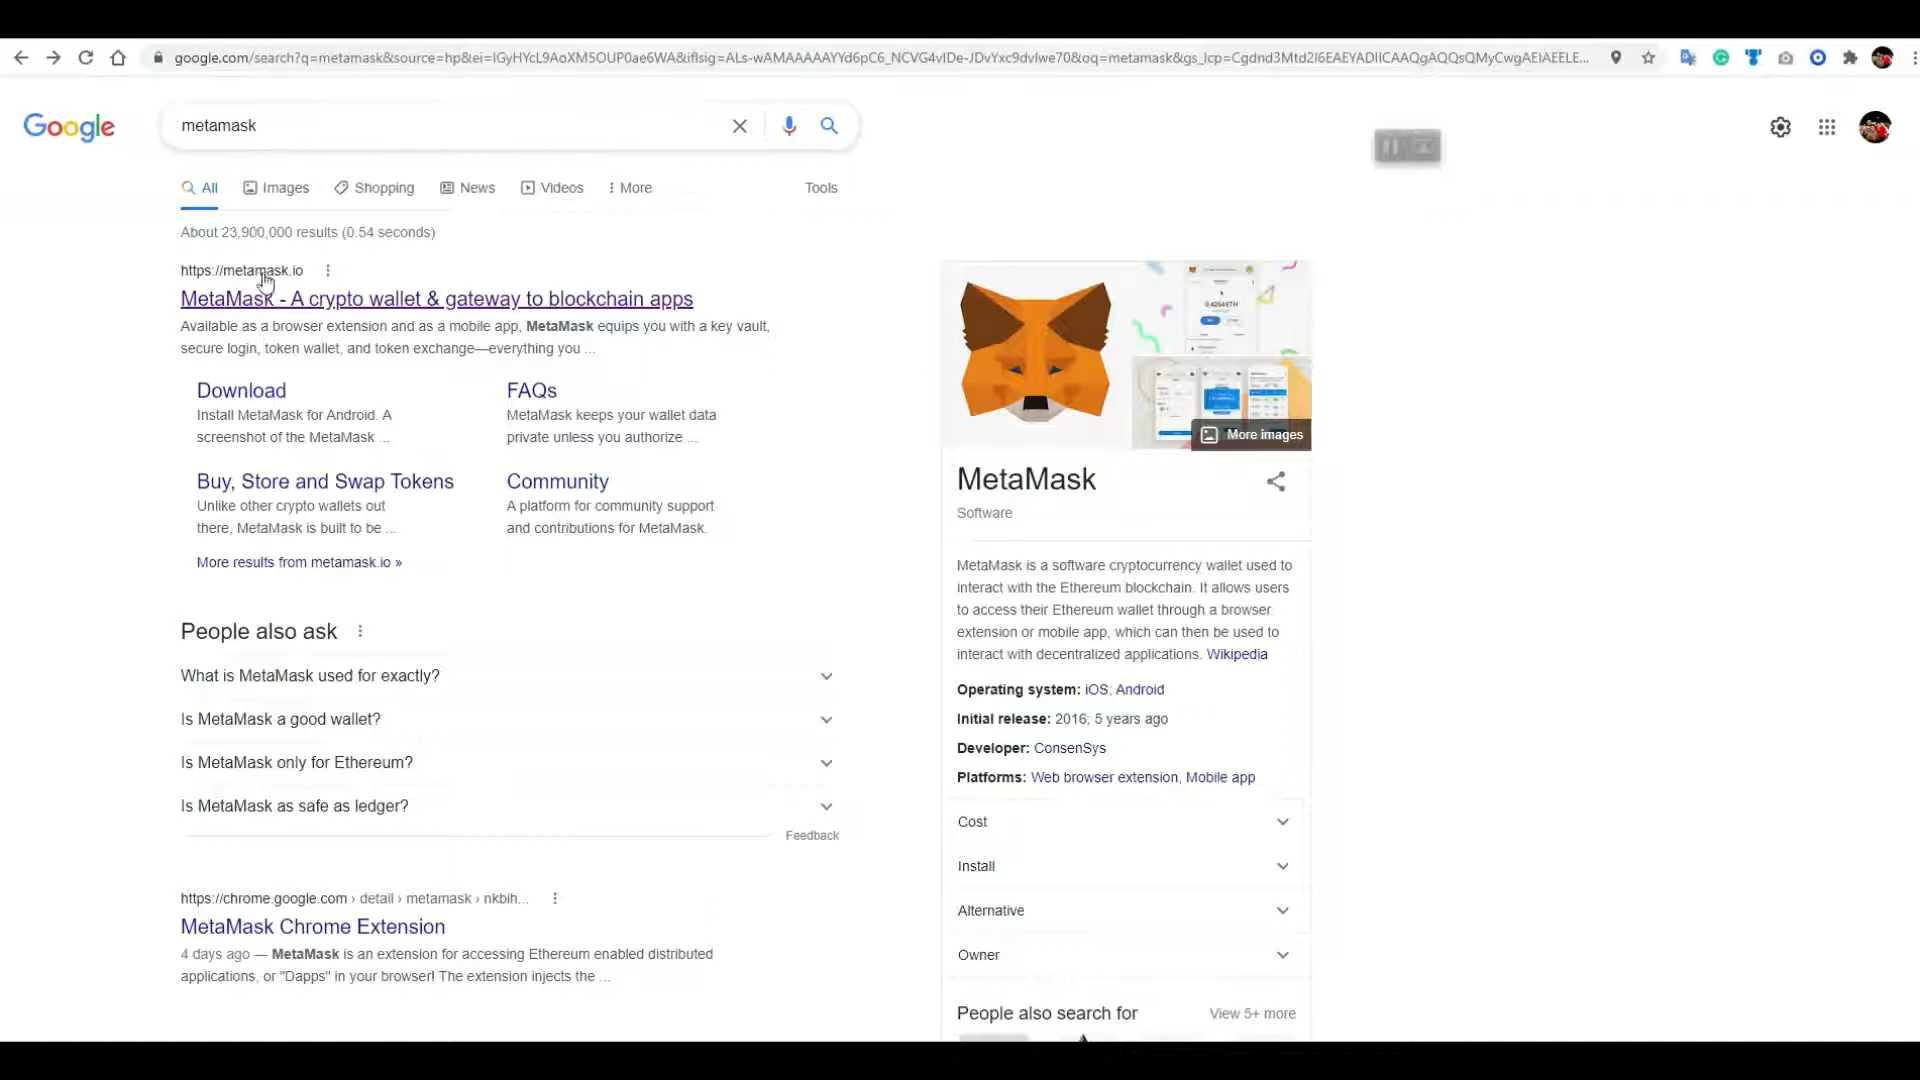 google.com/search?q=metamask&source=hp&ei=IGyHYcL9AoXM5OUP0ae6WA&iflsig=ALs-wAMAAAAAYYd6pC6_NCVG4vIDe-JDvYxc9dvIwe70&oq=metamask&gs_lcp=Cgdnd3Mtd2l6EAEYADIICAAQgAQQsQMyCwgAEIAEELE...
Google
metamask
All
Images
Shopping
News
Videos
More
Tools
About 23,900,000 results (0.54 seconds)
https://metamask.io
MetaMask - A crypto wallet & gateway to blockchain apps
Available as a browser extension and as a mobile app, MetaMask equips you with a key vault,
secure login, token wallet, and token exchange—everything you ...
Download
Install MetaMask for Android. A
screenshot of the MetaMask ...
FAQs
MetaMask keeps your wallet data
private unless you authorize ...
Buy, Store and Swap Tokens
Unlike other crypto wallets out
there, MetaMask is built to be ...
Community
A platform for community support
and contributions for MetaMask.
More results from metamask.io »
People also ask
What is MetaMask used for exactly?
Is MetaMask a good wallet?
Is MetaMask only for Ethereum?
Is MetaMask as safe as ledger?
Feedback
https://chrome.google.com › detail › metamask › nkbih...
MetaMask Chrome Extension
4 days ago — MetaMask is an extension for accessing Ethereum enabled distributed
applications, or "Dapps" in your browser! The extension injects the ...
More images
MetaMask
Software
MetaMask is a software cryptocurrency wallet used to
interact with the Ethereum blockchain. It allows users
to access their Ethereum wallet through a browser
extension or mobile app, which can then be used to
interact with decentralized applications. Wikipedia
Operating system: iOS; Android
Initial release: 2016; 5 years ago
Developer: ConsenSys
Platforms: Web browser extension, Mobile app
Cost
Install
Alternative
Owner
People also search for
View 5+ more